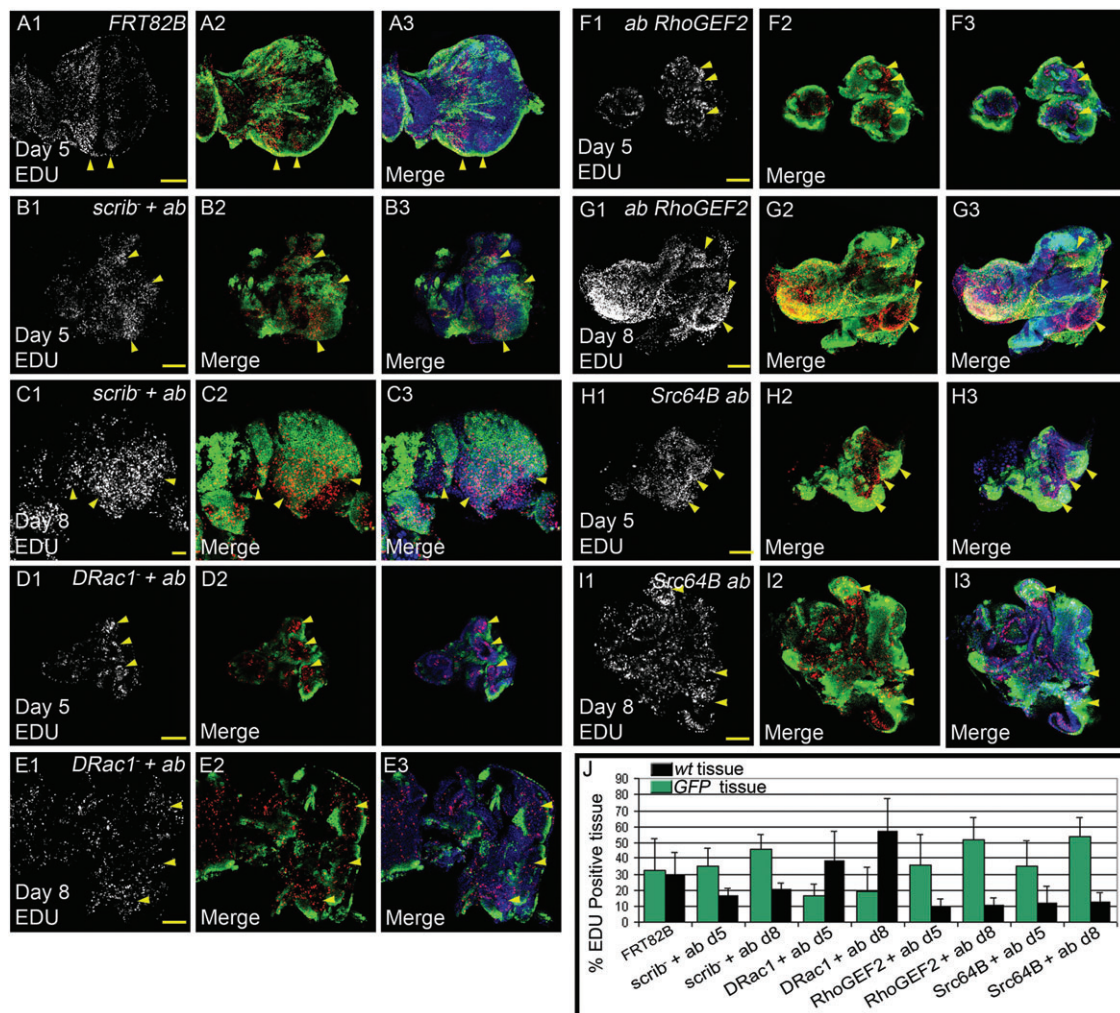 A1 FRT82B
Day 5
EDU
A2
A3
B1 scrib⁻ + ab
Day 5
EDU
B2
Merge
B3
Merge
C1 scrib⁻ + ab
Day 8
EDU
C2
Merge
C3
Merge
D1 DRac1⁻ + ab
Day 5
EDU
D2
Merge
E1 DRac1⁻ + ab
Day 8
EDU
E2
Merge
E3
Merge
F1 ab RhoGEF2
Day 5
EDU
F2
Merge
F3
G1 ab RhoGEF2
Day 8
EDU
G2
Merge
G3
Merge
H1 Src64B ab
Day 5
EDU
H2
Merge
H3
Merge
I1 Src64B ab
Day 8
EDU
I2
Merge
I3
Merge
J
wt tissue
GFP tissue
% EDU Positive tissue
90
80
70
60
50
40
30
20
10
0
FRT82B
scrib⁻ + ab d5
scrib⁻ + ab d8
DRac1 + ab d5
DRac1 + ab d8
RhoGEF2 + ab d5
RhoGEF2 + ab d8
Src64B + ab d5
Src64B + ab d8